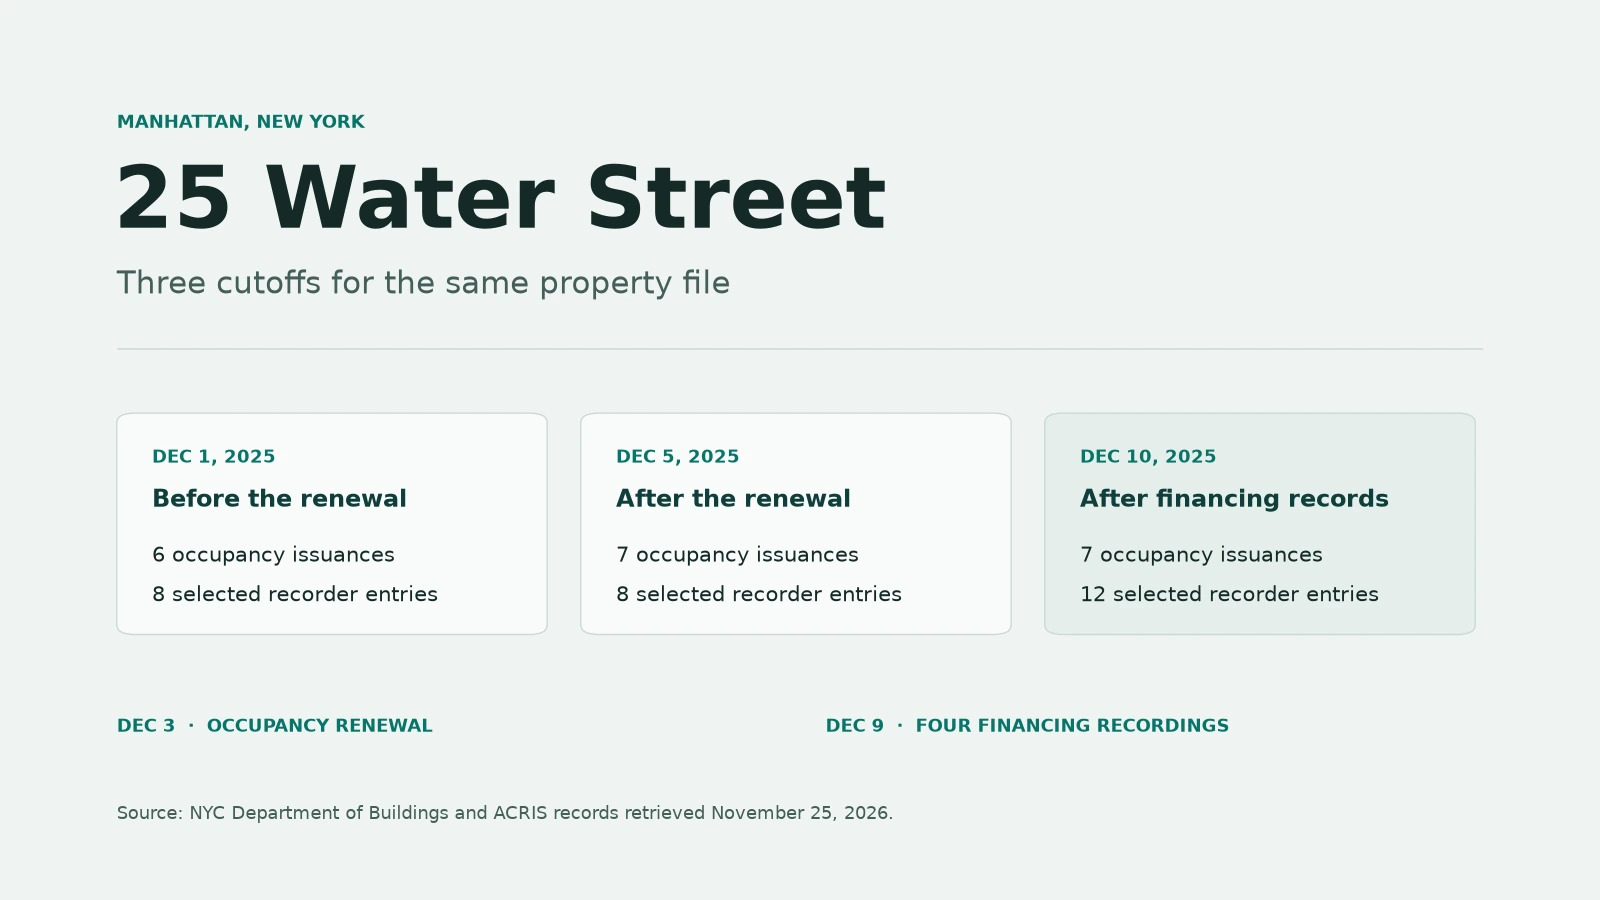 MANHATTAN, NEW YORK
25 Water Street
Three cutoffs for the same property file
DEC 1, 2025
Before the renewal
6 occupancy issuances
8 selected recorder entries
DEC 5, 2025
After the renewal
7 occupancy issuances
8 selected recorder entries
DEC 10, 2025
After financing records
7 occupancy issuances
12 selected recorder entries
DEC 3 · OCCUPANCY RENEWAL
DEC 9 · FOUR FINANCING RECORDINGS
Source: NYC Department of Buildings and ACRIS records retrieved November 25, 2026.